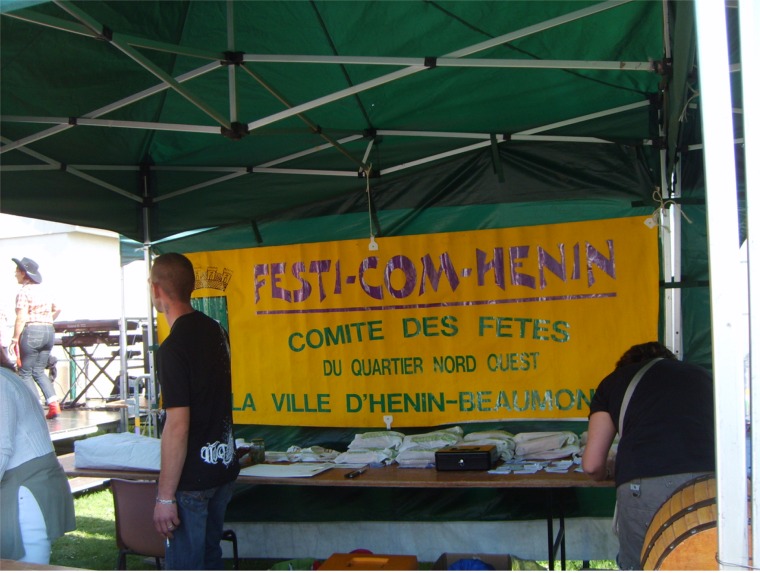 FESTI-COM-HENIN
COMITE DES FETES
DU QUARTIER NORD OUEST
LA VILLE D'HENIN-BEAUMON